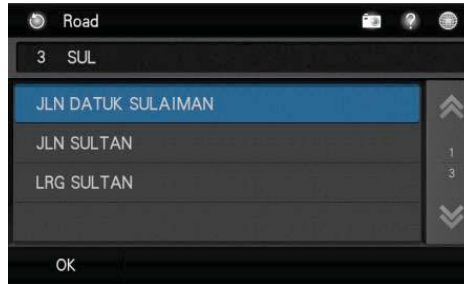 Road
?
3 SUL
JLN DATUK SULAIMAN
JLN SULTAN
LRG SULTAN
1
3
OK